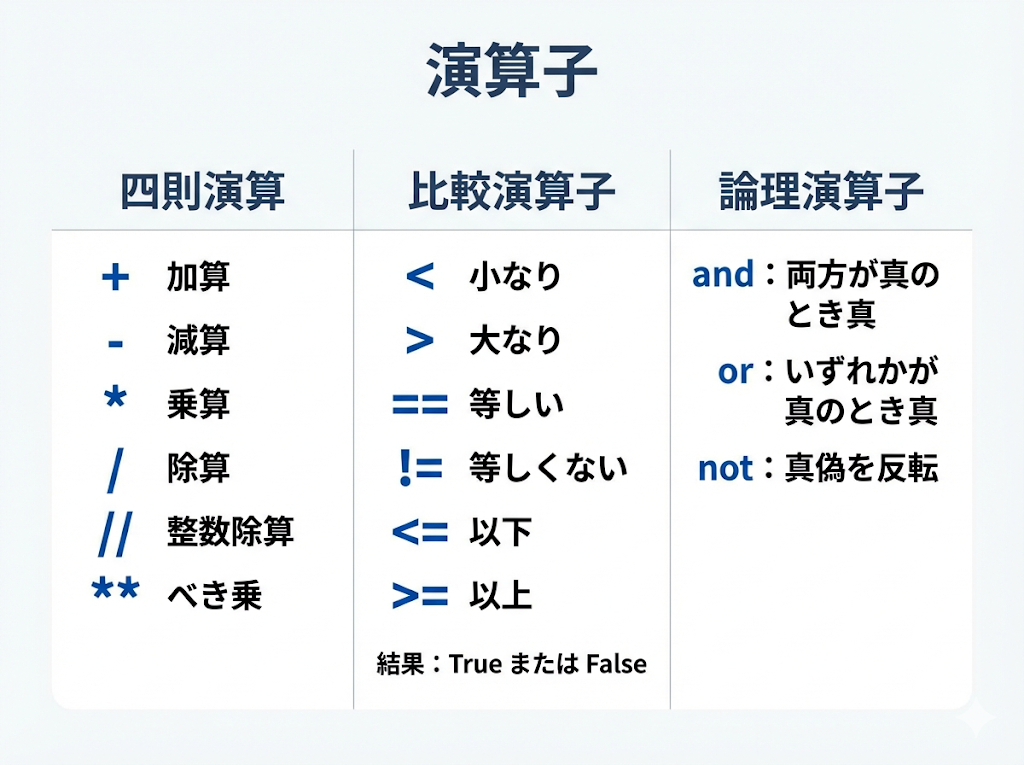 演算子
四則演算
+ 加算
- 減算
* 乗算
/ 除算
// 整数除算
** べき乗
比較演算子
< 小なり
> 大なり
== 等しい
!= 等しくない
<= 以下
>= 以上
結果：True または False
論理演算子
and：両方が真の
とき真
or：いずれかが
真のとき真
not：真偽を反転